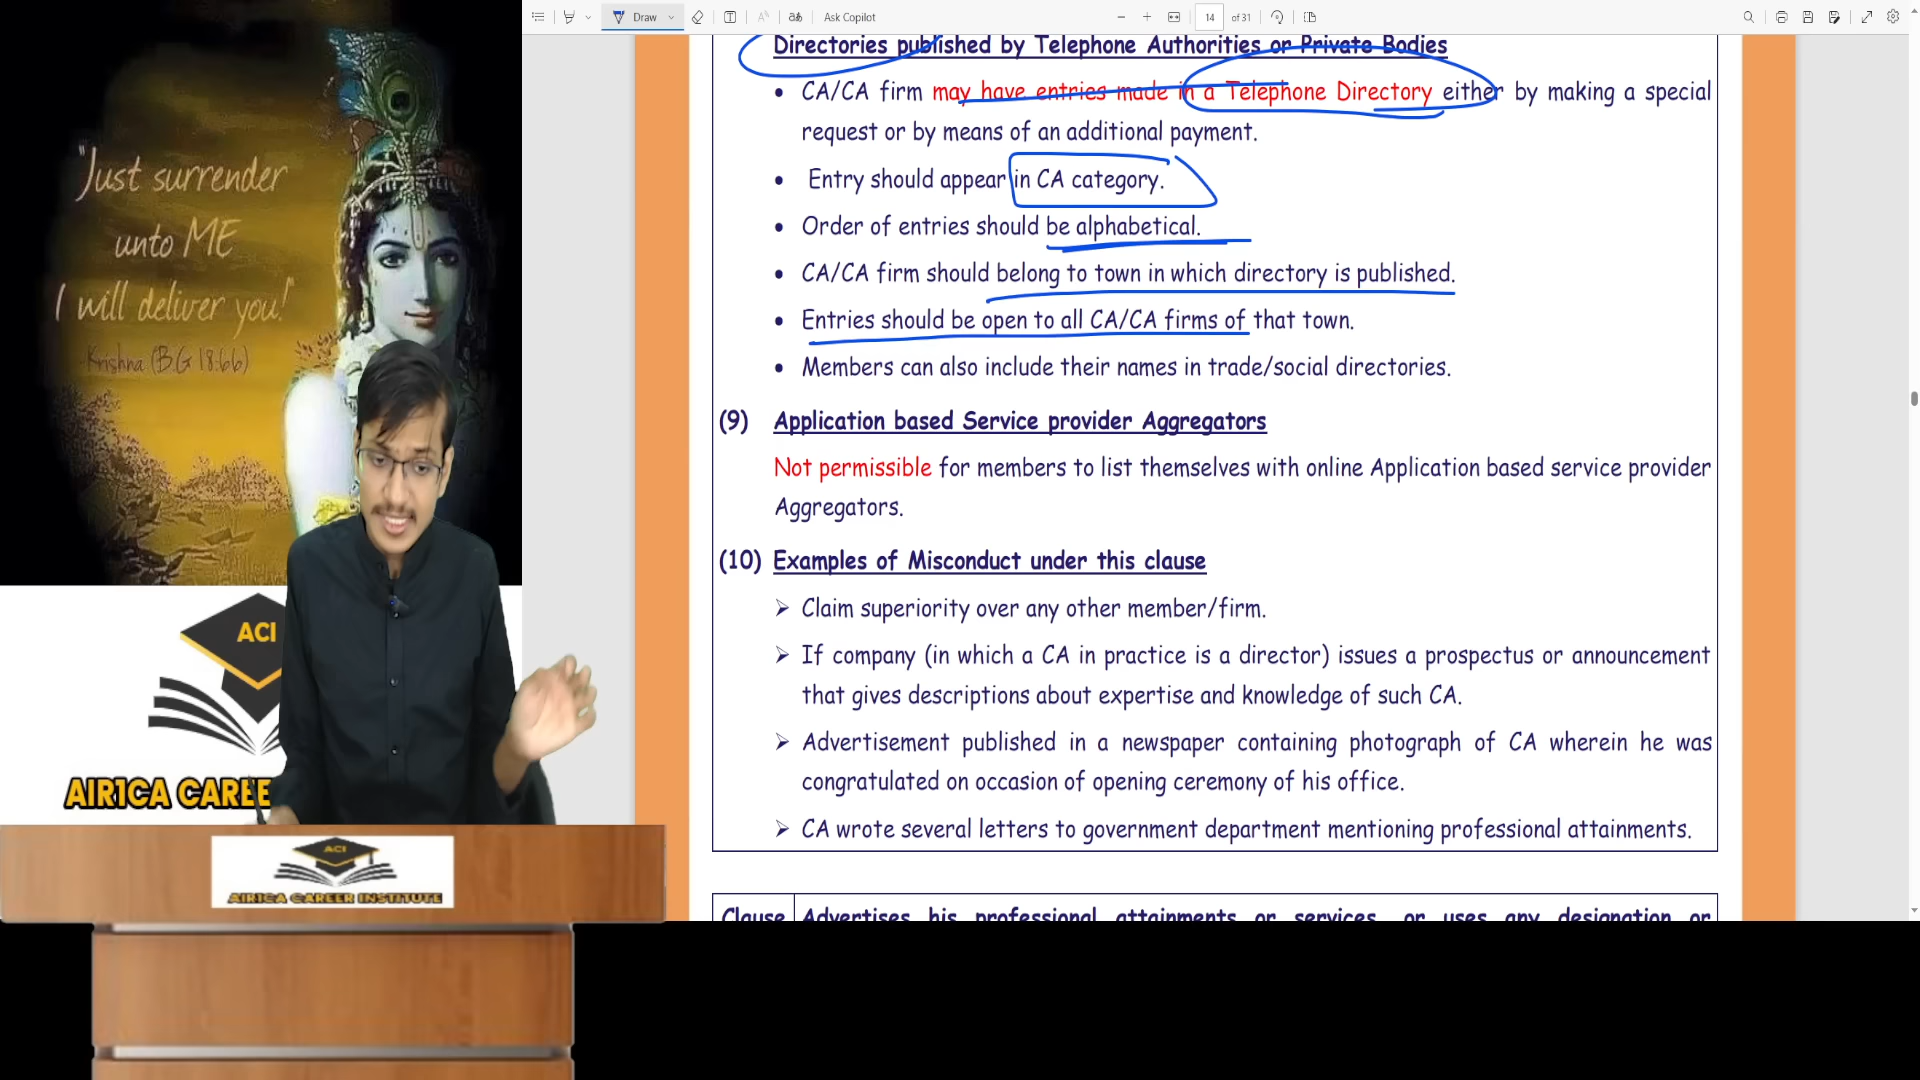 Draw
Ask Copilot
14
of 31
"Just surrender
unto ME
I will deliver you!"
- Krishna (B.G 18:66)
ACI
AIR1CA CAREE
ACI
AIR1CA CAREER INSTITUTE
Directories published by Telephone Authorities or Private Bodies
• CA/CA firm may have entries made in a Telephone Directory either by making a special
request or by means of an additional payment.
• Entry should appear in CA category.
• Order of entries should be alphabetical.
• CA/CA firm should belong to town in which directory is published.
• Entries should be open to all CA/CA firms of that town.
• Members can also include their names in trade/social directories.
(9) Application based Service provider Aggregators
Not permissible for members to list themselves with online Application based service provider
Aggregators.
(10) Examples of Misconduct under this clause
➢ Claim superiority over any other member/firm.
➢ If company (in which a CA in practice is a director) issues a prospectus or announcement
that gives descriptions about expertise and knowledge of such CA.
➢ Advertisement published in a newspaper containing photograph of CA wherein he was
congratulated on occasion of opening ceremony of his office.
➢ CA wrote several letters to government department mentioning professional attainments.
Clause Advertises his professional attainments or services, or uses any designation or